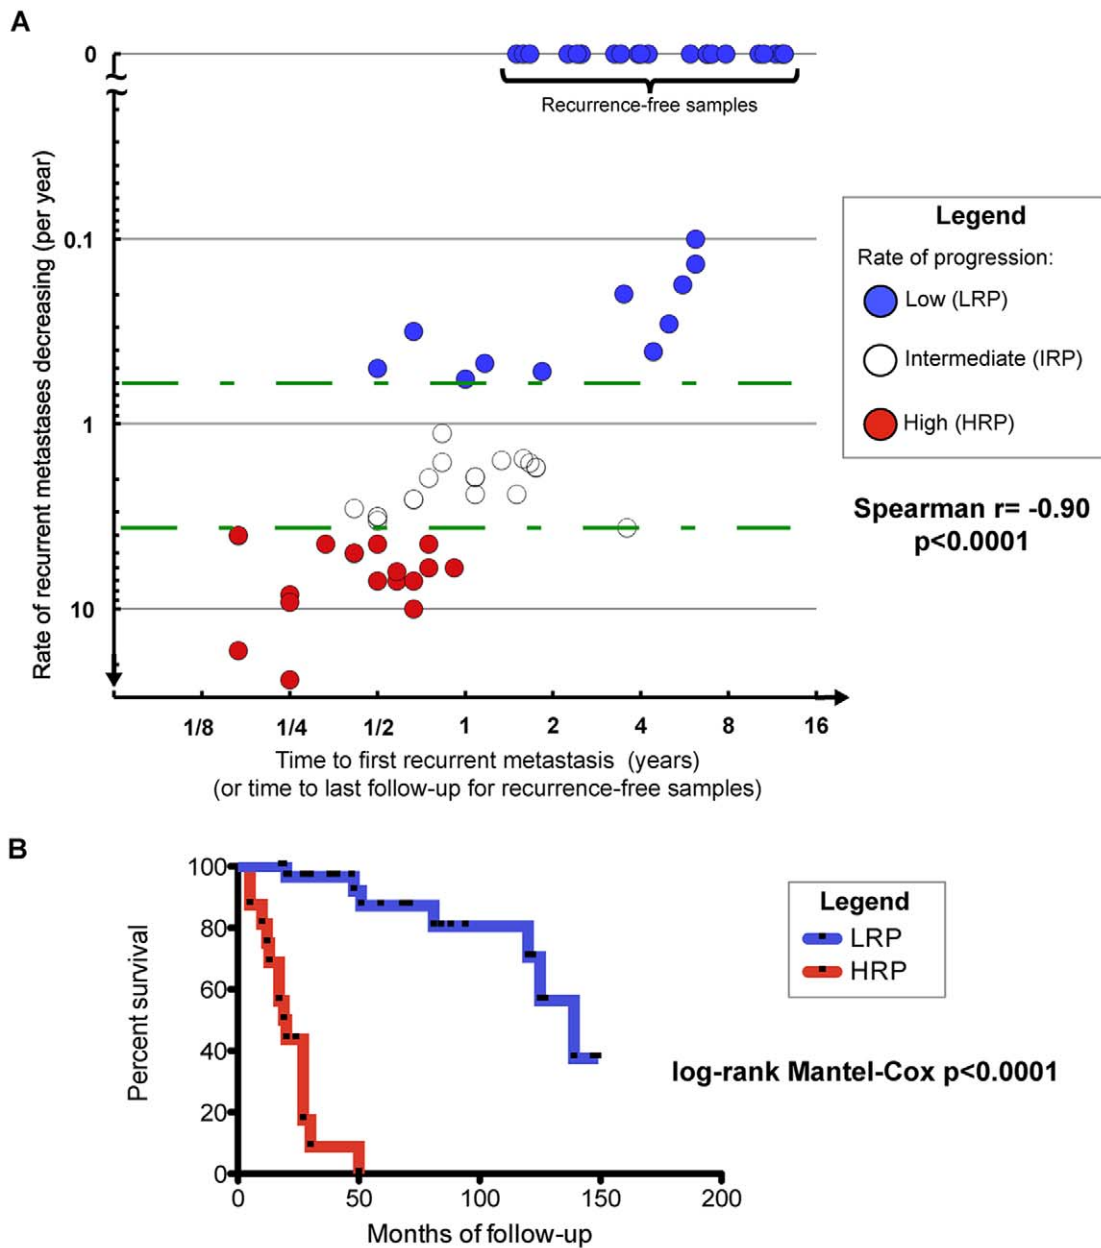 A
0
Recurrence-free samples
0.1
1
10
Rate of recurrent metastases decreasing (per year)
1/8 1/4 1/2 1 2 4 8 16
Time to first recurrent metastasis (years)
(or time to last follow-up for recurrence-free samples)
Legend
Rate of progression:
Low (LRP)
Intermediate (IRP)
High (HRP)
Spearman r= -0.90
p<0.0001
B
100
80
60
40
20
0
Percent survival
0 50 100 150 200
Months of follow-up
Legend
LRP
HRP
log-rank Mantel-Cox p<0.0001